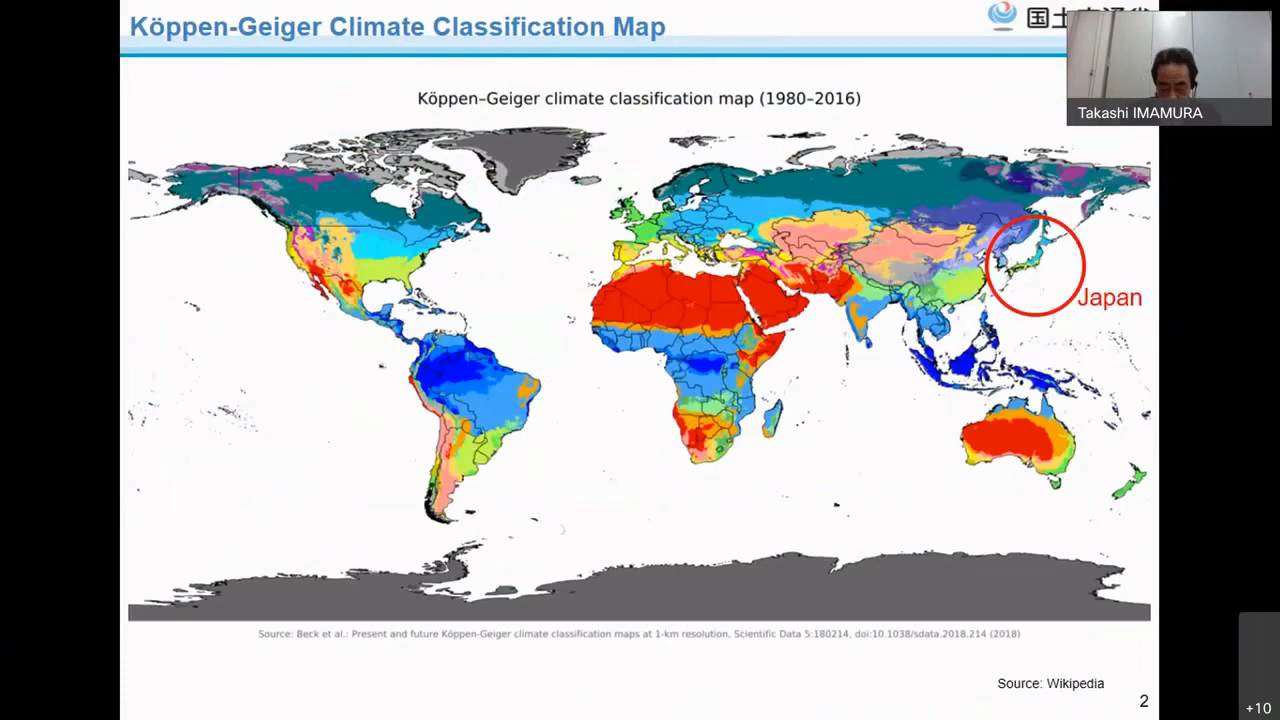 Köppen-Geiger Climate Classification Map
国土
Takashi IMAMURA
Köppen–Geiger climate classification map (1980–2016)
Japan
Source: Beck et al.: Present and future Köppen-Geiger climate classification maps at 1-km resolution, Scientific Data 5:180214, doi:10.1038/sdata.2018.214 (2018)
Source: Wikipedia
2
+10